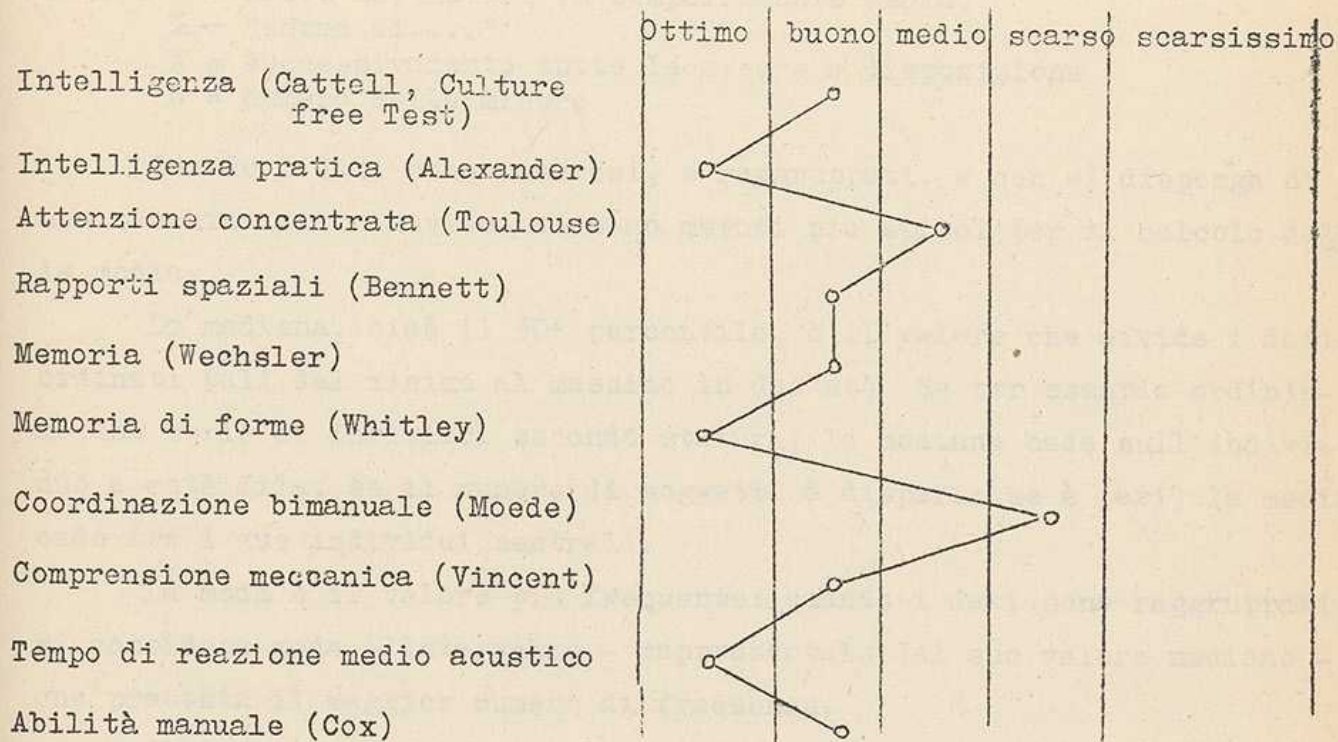 Ottimo buono medio scarso scarsissimo
Intelligenza (Cattell, Culture
free Test)
Intelligenza pratica (Alexander)
Attenzione concentrata (Toulouse)
Rapporti spaziali (Bennett)
Memoria (Wechsler)
Memoria di forme (Whitley)
Coordinazione bimanuale (Moede)
Comprensione meccanica (Vincent)
Tempo di reazione medio acustico
Abilità manuale (Cox)